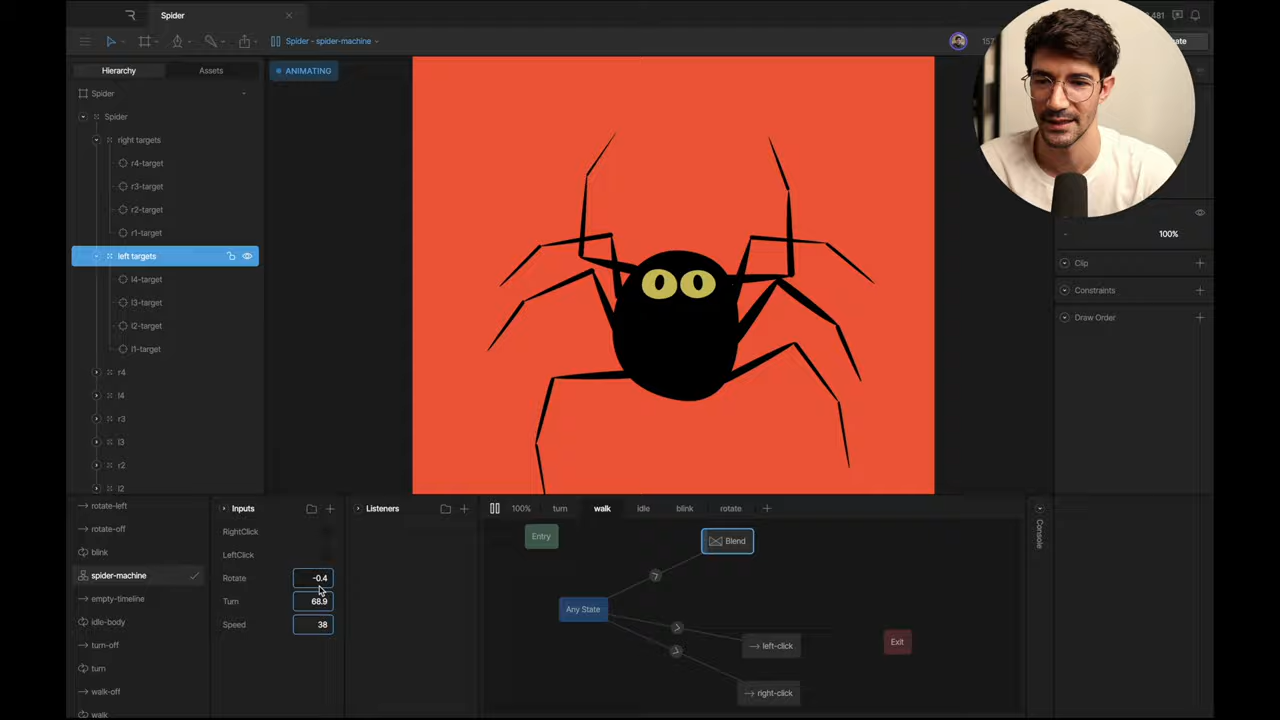 Spider
481
Spider - spider-machine
157
Hierarchy
Assets
ANIMATING
Spider
Spider
right targets
r4-target
r3-target
r2-target
r1-target
100%
left targets
Clip
l4-target
Constraints
l3-target
Draw Order
l2-target
l1-target
r4
l4
r3
l3
r2
l2
rotate-left
Inputs
Listeners
100%
turn
walk
idle
blink
rotate
rotate-off
RightClick
Entry
Blend
Console
blink
LeftClick
spider-machine
Rotate
-0.4
empty-timeline
Turn
68.9
Any State
idle-body
Speed
38
turn-off
left-click
Exit
turn
walk-off
right-click
walk